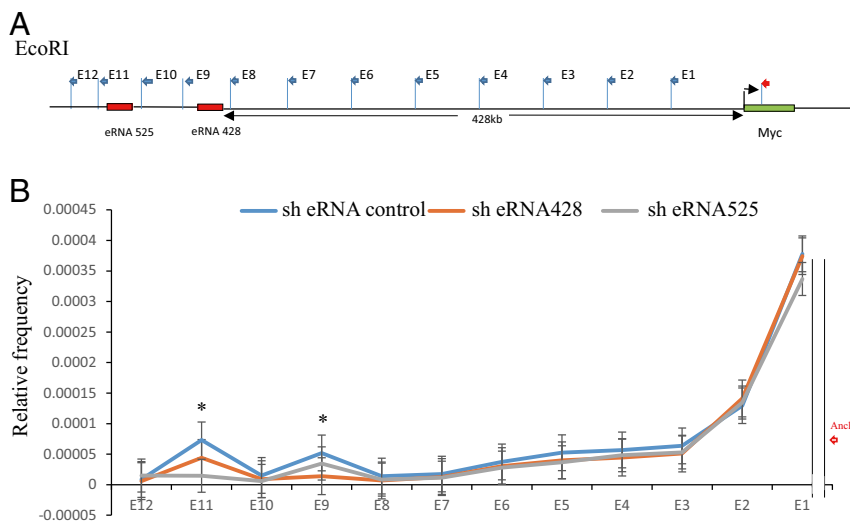 A
EcoRI
E12 E11 E10 E9 E8 E7 E6 E5 E4 E3 E2 E1
eRNA 525 eRNA 428 428kb Myc
B
sh eRNA control sh eRNA428 sh eRNA525
Relative frequency
0.00045
0.0004
0.00035
0.0003
0.00025
0.0002
0.00015
0.0001
0.00005
0
-0.00005
* *
E12 E11 E10 E9 E8 E7 E6 E5 E4 E3 E2 E1